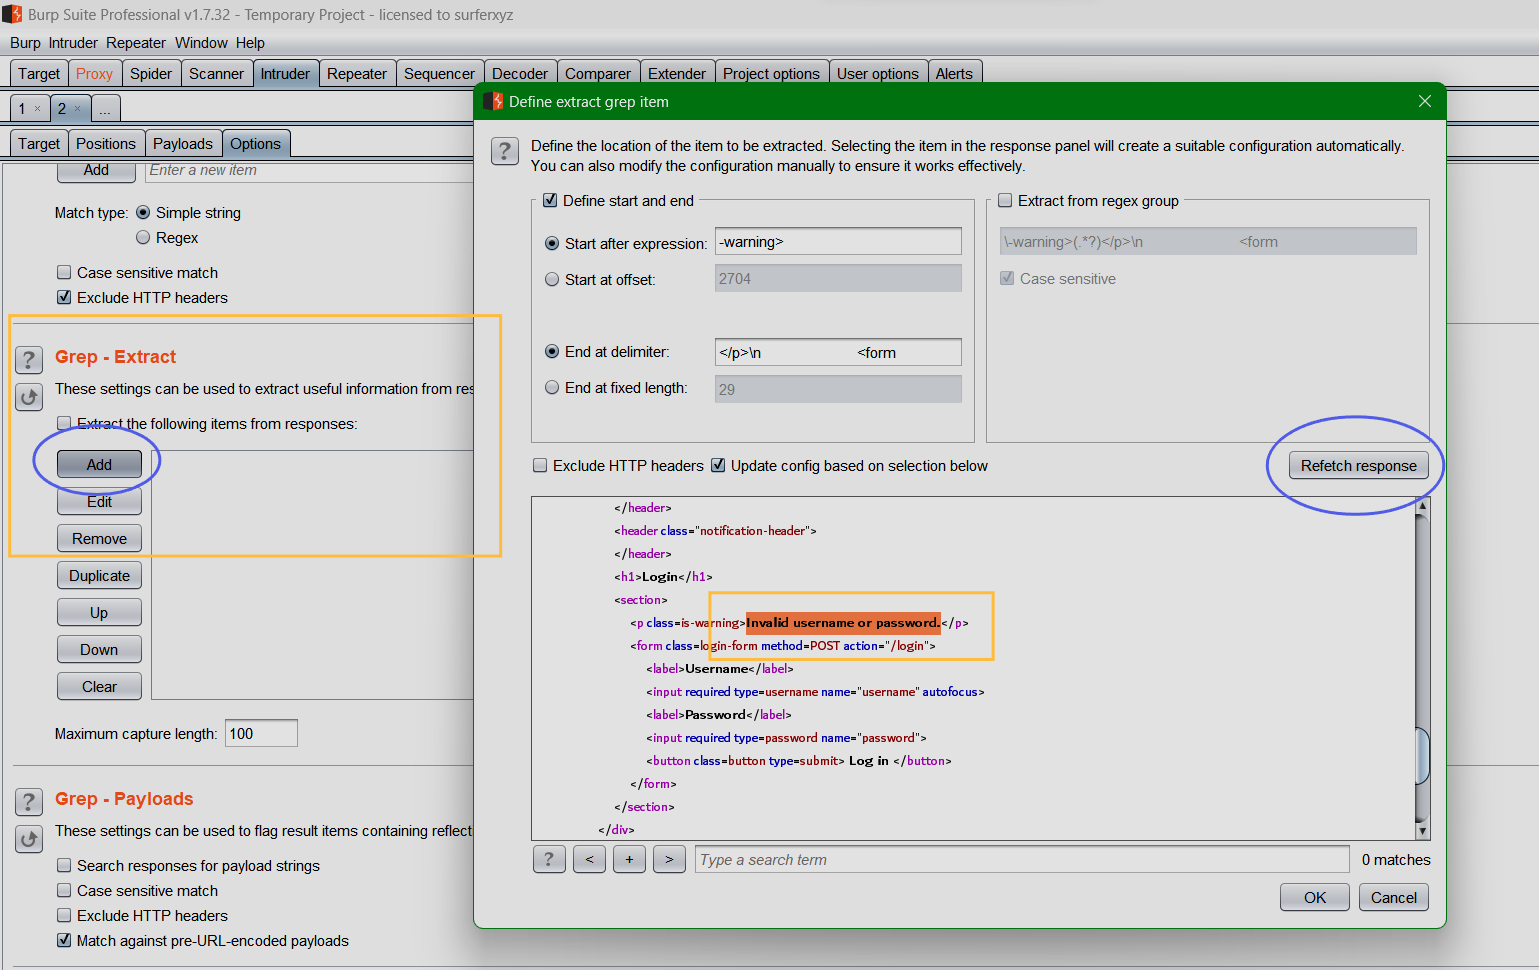 Burp Suite Professional v1.7.32 - Temporary Project - licensed to surferxyz
Burp Intruder Repeater Window Help
Target Proxy Spider Scanner Intruder Repeater Sequencer Decoder Comparer Extender Project options User options Alerts
1 × 2 × ...
Target Positions Payloads Options
Add Enter a new item
Match type: Simple string
Regex
Case sensitive match
Exclude HTTP headers
? Grep - Extract
These settings can be used to extract useful information from res
Extract the following items from responses:
Add
Edit
Remove
Duplicate
Up
Down
Clear
Maximum capture length: 100
? Grep - Payloads
These settings can be used to flag result items containing reflect
Search responses for payload strings
Case sensitive match
Exclude HTTP headers
Match against pre-URL-encoded payloads
Define extract grep item
? Define the location of the item to be extracted. Selecting the item in the response panel will create a suitable configuration automatically.
You can also modify the configuration manually to ensure it works effectively.
Define start and end
Start after expression: -warning>
Start at offset: 2704
End at delimiter: </p>\n                        <form
End at fixed length: 29
Extract from regex group
\-warning>(.*?)</p>\n                        <form
Case sensitive
Exclude HTTP headers Update config based on selection below Refetch response
</header>
<header class="notification-header">
</header>
<h1>Login</h1>
<section>
<p class=is-warning>Invalid username or password.</p>
<form class=login-form method=POST action="/login">
<label>Username</label>
<input required type=username name="username" autofocus>
<label>Password</label>
<input required type=password name="password">
<button class=button type=submit> Log in </button>
</form>
</section>
</div>
? < + > Type a search term 0 matches
OK Cancel